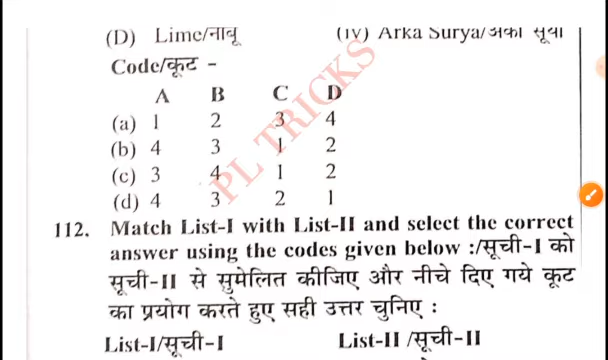 (D) Lime/नीबू (iv) Arka Surya/अर्का सूर्या
Code/कूट -
A B C D
(a) 1 2 3 4
(b) 4 3 1 2
(c) 3 4 1 2
(d) 4 3 2 1
PL TRICKS
112. Match List-I with List-II and select the correct
answer using the codes given below :/सूची-I को
सूची-II से सुमेलित कीजिए और नीचे दिए गये कूट
का प्रयोग करते हुए सही उत्तर चुनिए :
List-I/सूची-I List-II /सूची-II